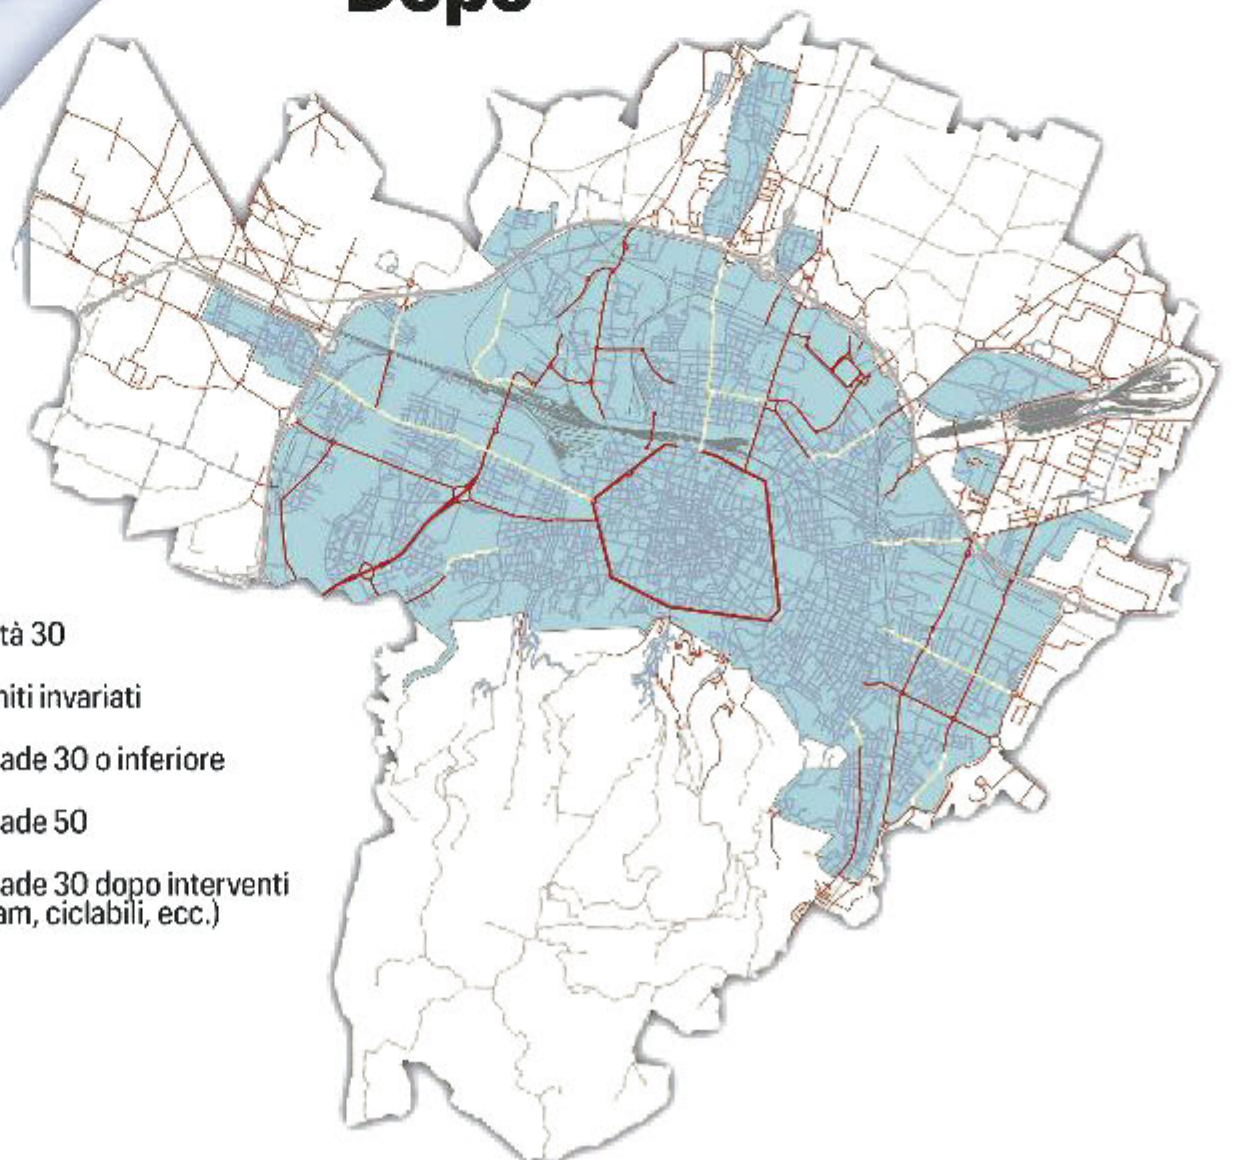 Dopo
tà 30
niti invariati
ade 30 o inferiore
ade 50
ade 30 dopo interventi
am, ciclabili, ecc.)